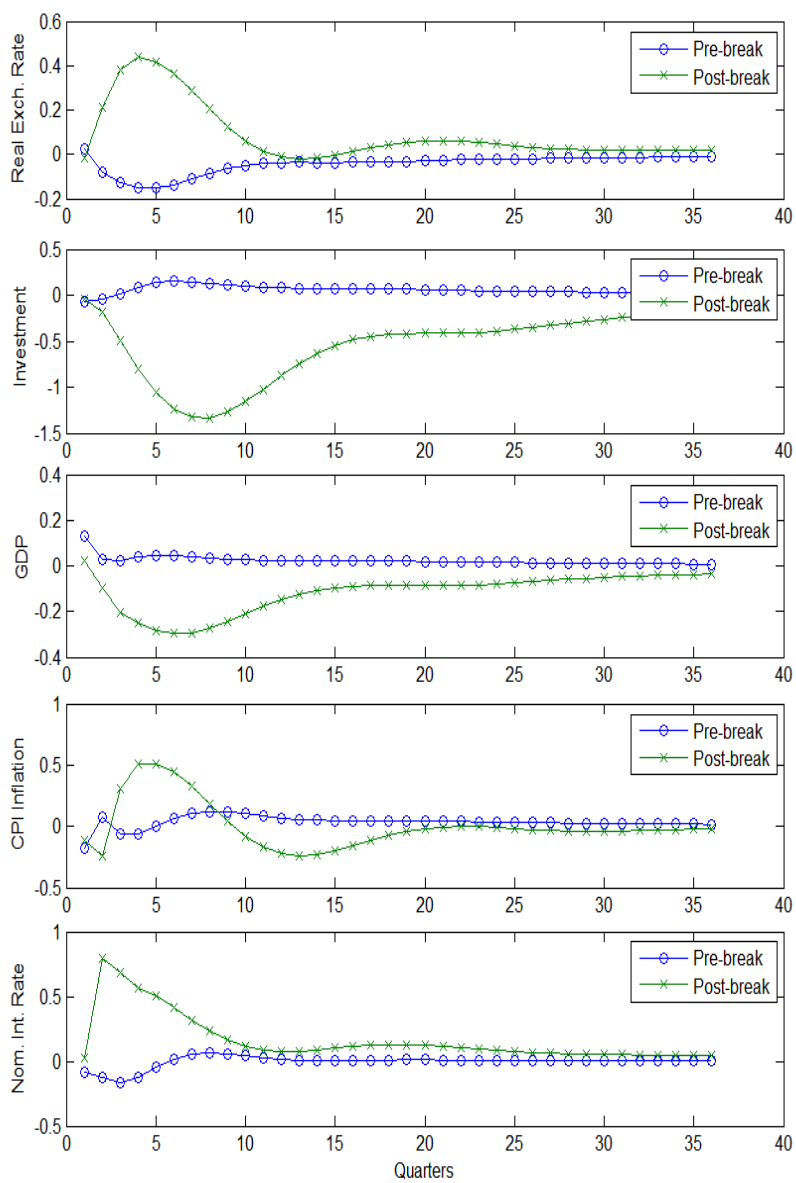 Real Exch. Rate
0.6
0.4
0.2
0
-0.2
0 5 10 15 20 25 30 35 40
Pre-break
Post-break
Investment
0.5
0
-0.5
-1
-1.5
0 5 10 15 20 25 30 35 40
Pre-break
Post-break
GDP
0.4
0.2
0
-0.2
-0.4
0 5 10 15 20 25 30 35 40
Pre-break
Post-break
CPI Inflation
1
0.5
0
-0.5
0 5 10 15 20 25 30 35 40
Pre-break
Post-break
Nom. Int. Rate
1
0.5
0
-0.5
0 5 10 15 20 25 30 35 40
Pre-break
Post-break
Quarters